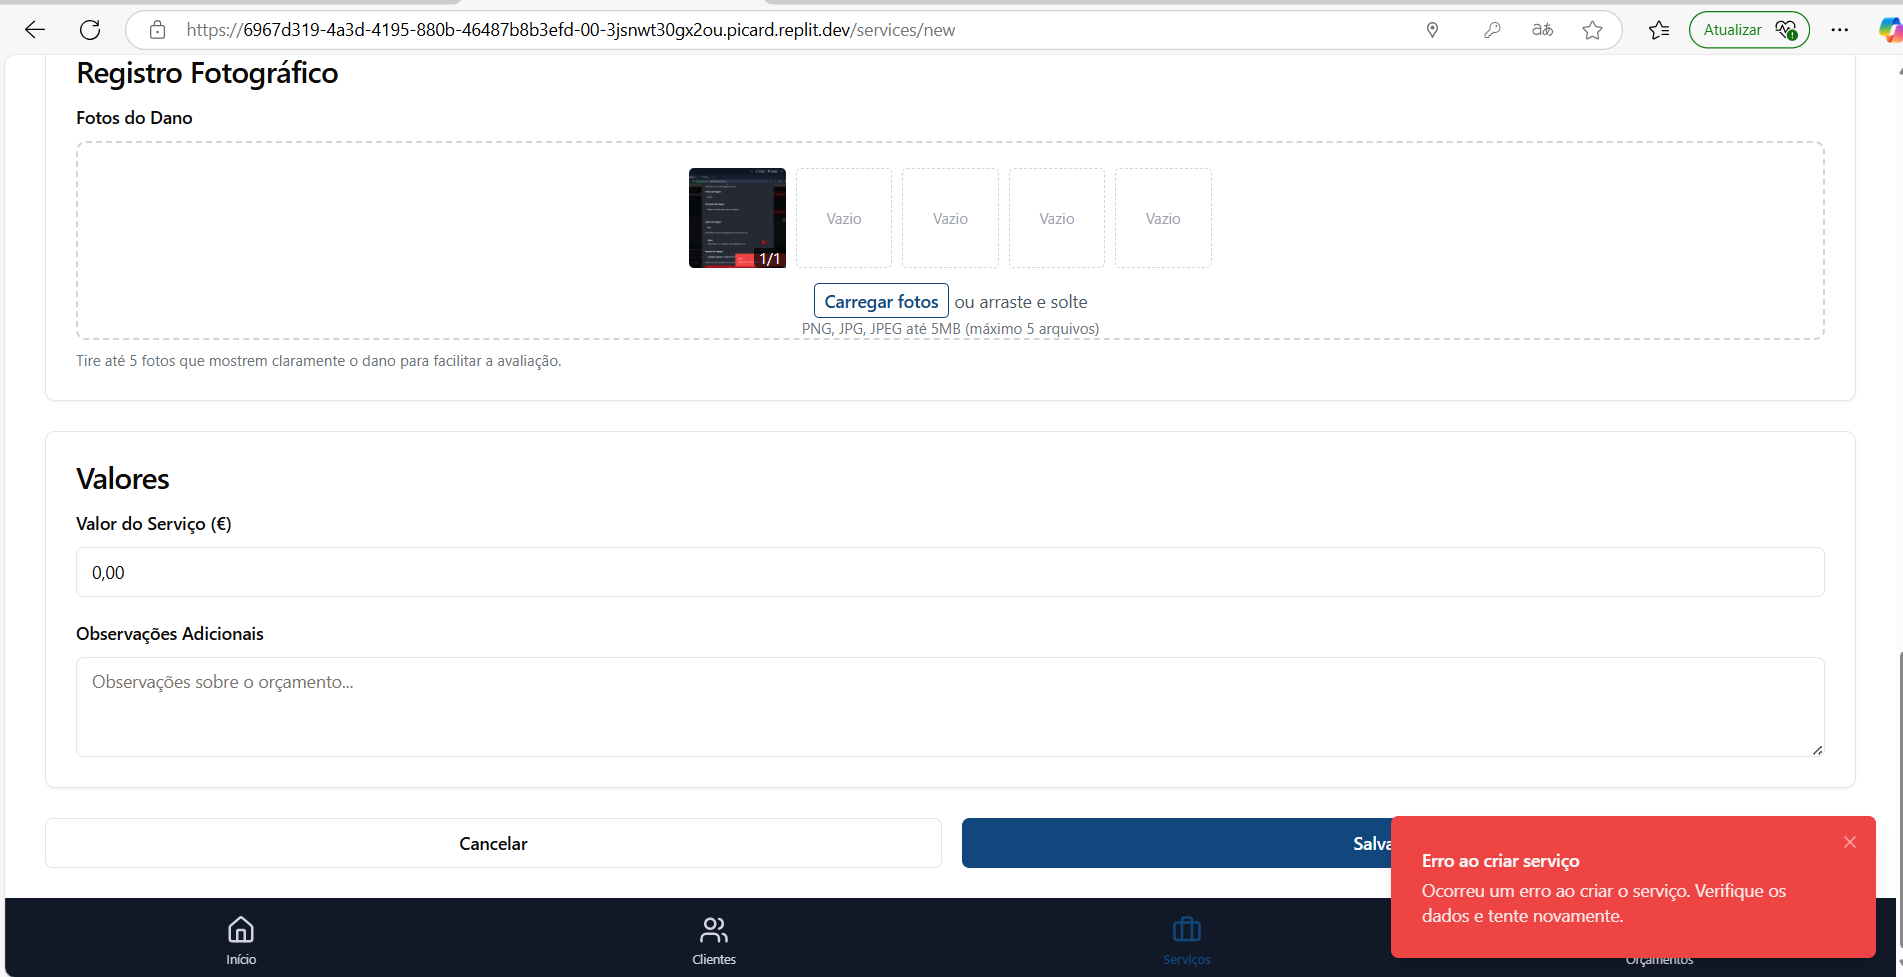 https://6967d319-4a3d-4195-880b-46487b8b3efd-00-3jsnwt30gx2ou.picard.replit.dev/services/new
aあ
Atualizar
Registro Fotográfico
Fotos do Dano
1/1
Vazio
Vazio
Vazio
Vazio
Carregar fotos ou arraste e solte
PNG, JPG, JPEG até 5MB (máximo 5 arquivos)
Tire até 5 fotos que mostrem claramente o dano para facilitar a avaliação.
Valores
Valor do Serviço (€)
0,00
Observações Adicionais
Observações sobre o orçamento...
Cancelar
Salva
Erro ao criar serviço
Ocorreu um erro ao criar o serviço. Verifique os
dados e tente novamente.
Início
Clientes
Serviços
Orçamentos